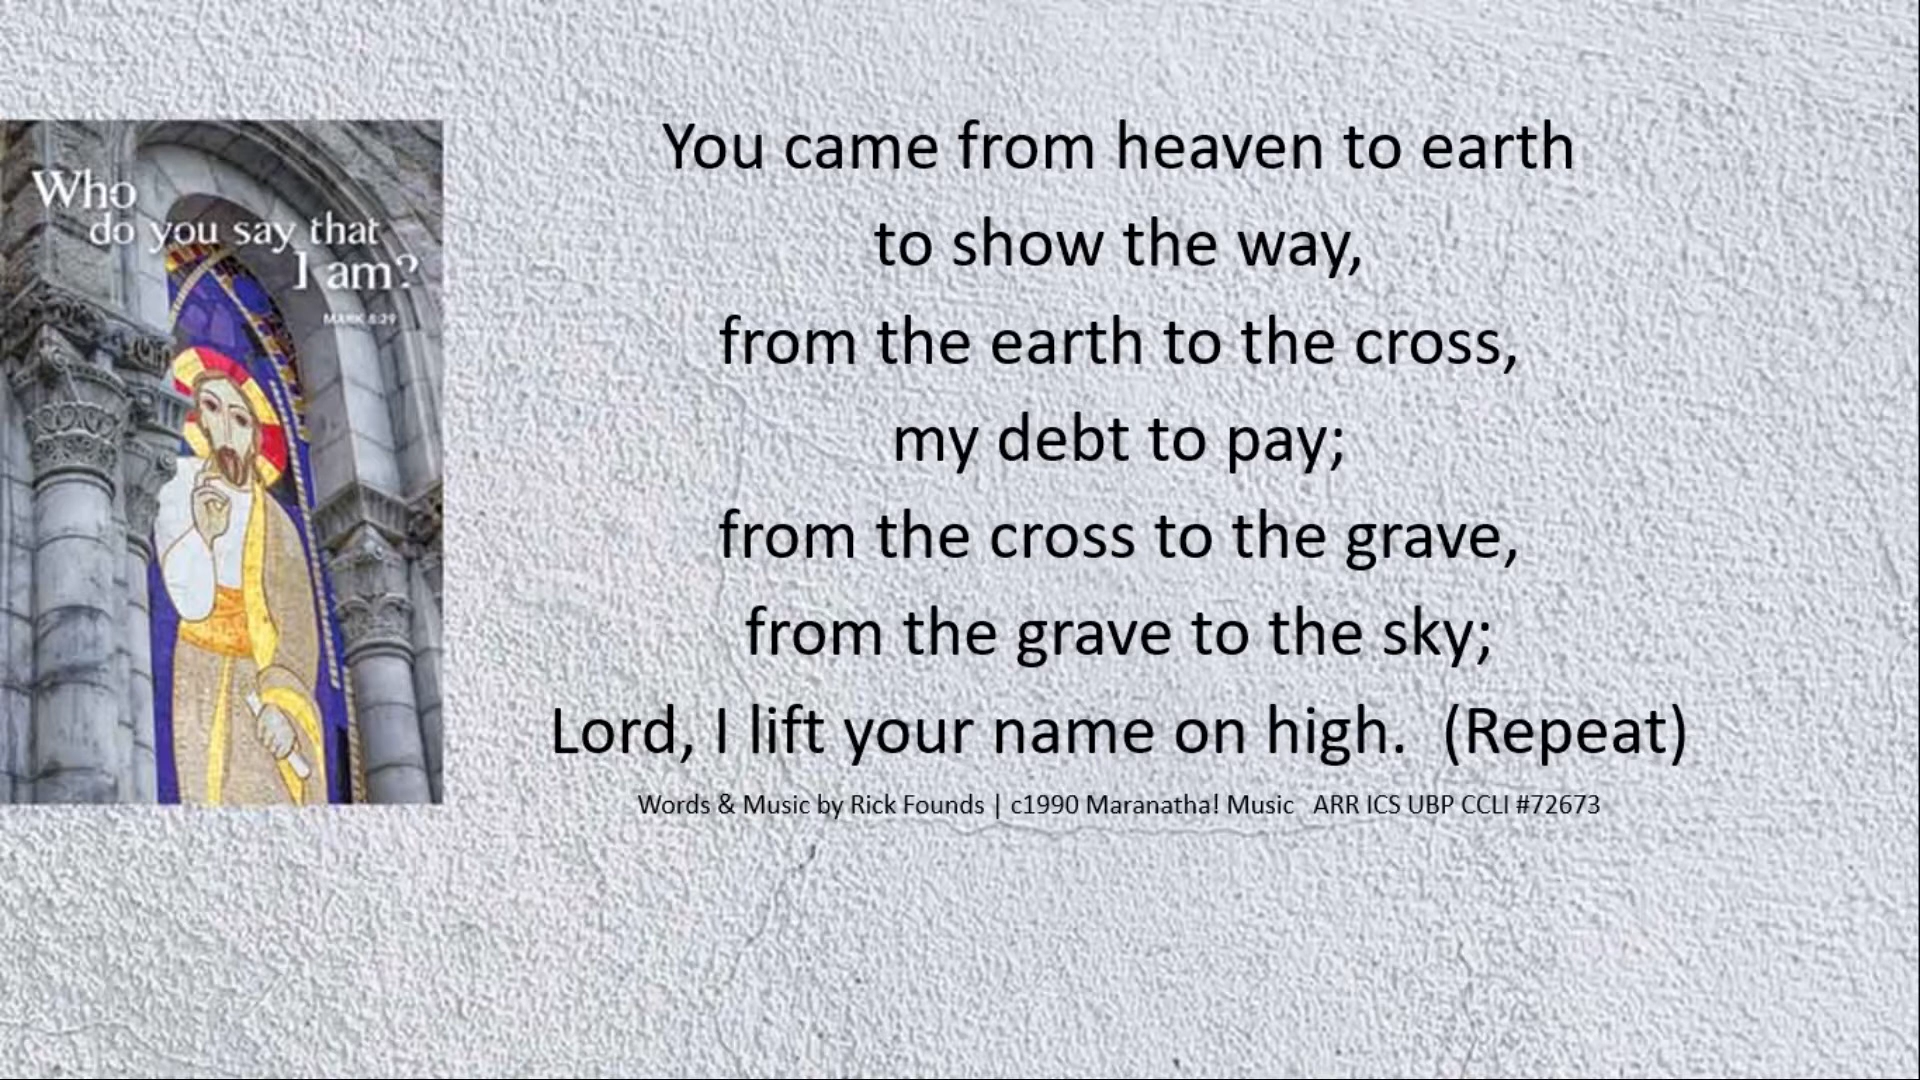 Who
do you say that
I am?
MARK 8:29
You came from heaven to earth
to show the way,
from the earth to the cross,
my debt to pay;
from the cross to the grave,
from the grave to the sky;
Lord, I lift your name on high.  (Repeat)
Words & Music by Rick Founds | c1990 Maranatha! Music   ARR ICS UBP CCLI #72673